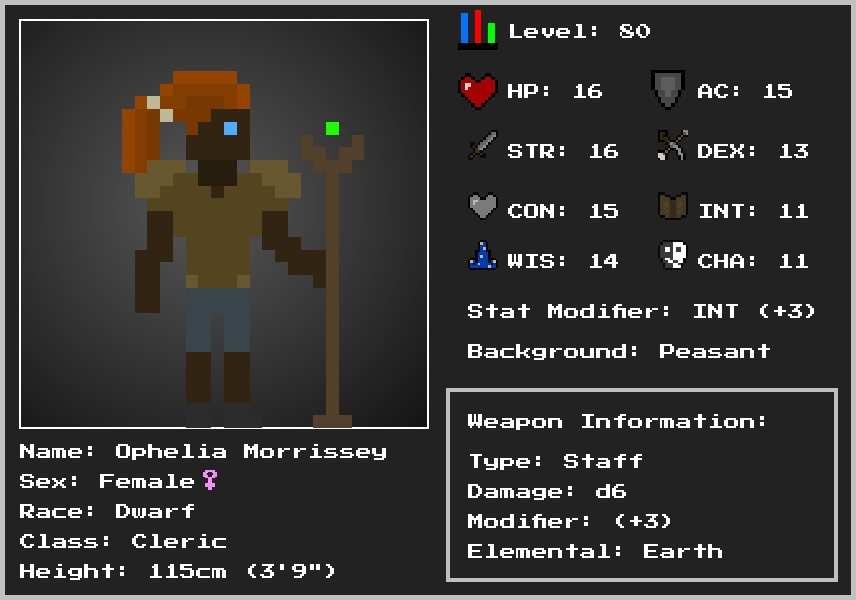 Level: 80
HP: 16 AC: 15
STR: 16 DEX: 13
CON: 15 INT: 11
WIS: 14 CHA: 11
Stat Modifier: INT (+3)
Background: Peasant
Weapon Information:
Type: Staff
Damage: d6
Modifier: (+3)
Elemental: Earth
Name: Ophelia Morrissey
Sex: Female♀
Race: Dwarf
Class: Cleric
Height: 115cm (3'9")